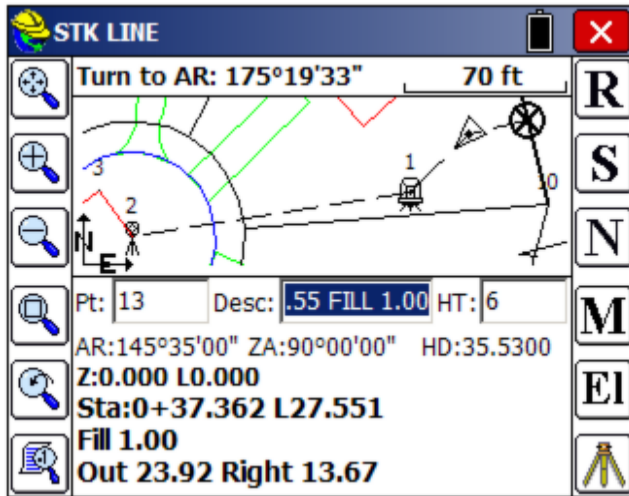 STK LINE
Turn to AR: 175°19'33" 70 ft
R
S
N
M
El
3
2
1
N
E
Pt: 13 Desc: .55 FILL 1.00 HT: 6
AR:145°35'00" ZA:90°00'00" HD:35.5300
Z:0.000 L0.000
Sta:0+37.362 L27.551
Fill 1.00
Out 23.92 Right 13.67